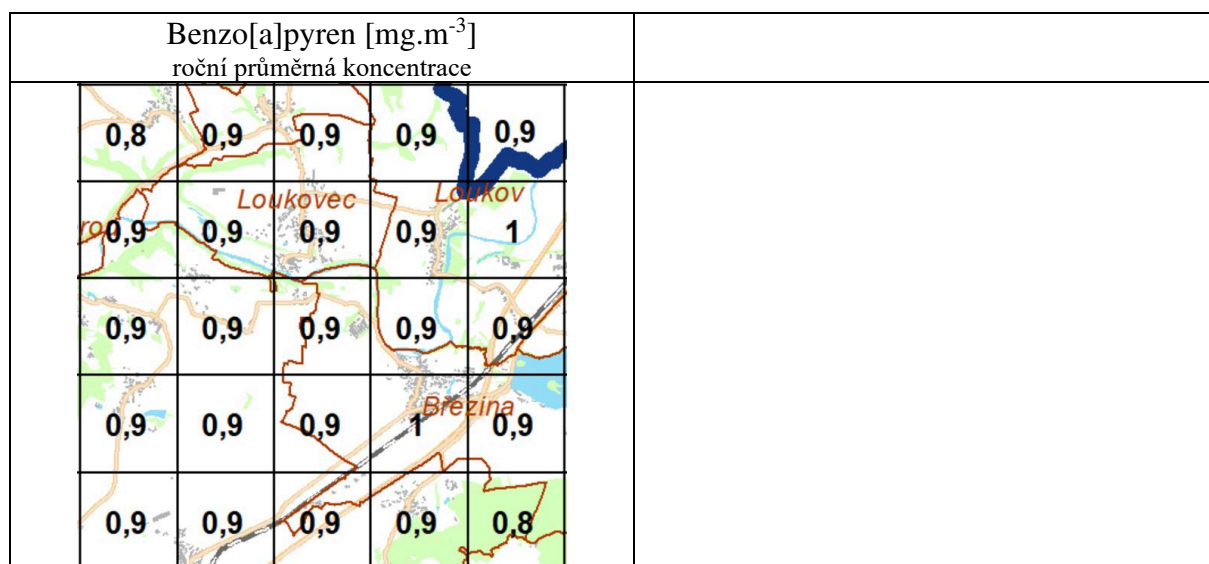 Benzo[a]pyren [mg.m-3]
roční průměrná koncentrace
0,8 0,9 0,9 0,9 0,9
Loukovec Loukov
ro 0,9 0,9 0,9 0,9 1
0,9 0,9 0,9 0,9 0,9
Březina
0,9 0,9 0,9 1 0,9
0,9 0,9 0,9 0,9 0,8